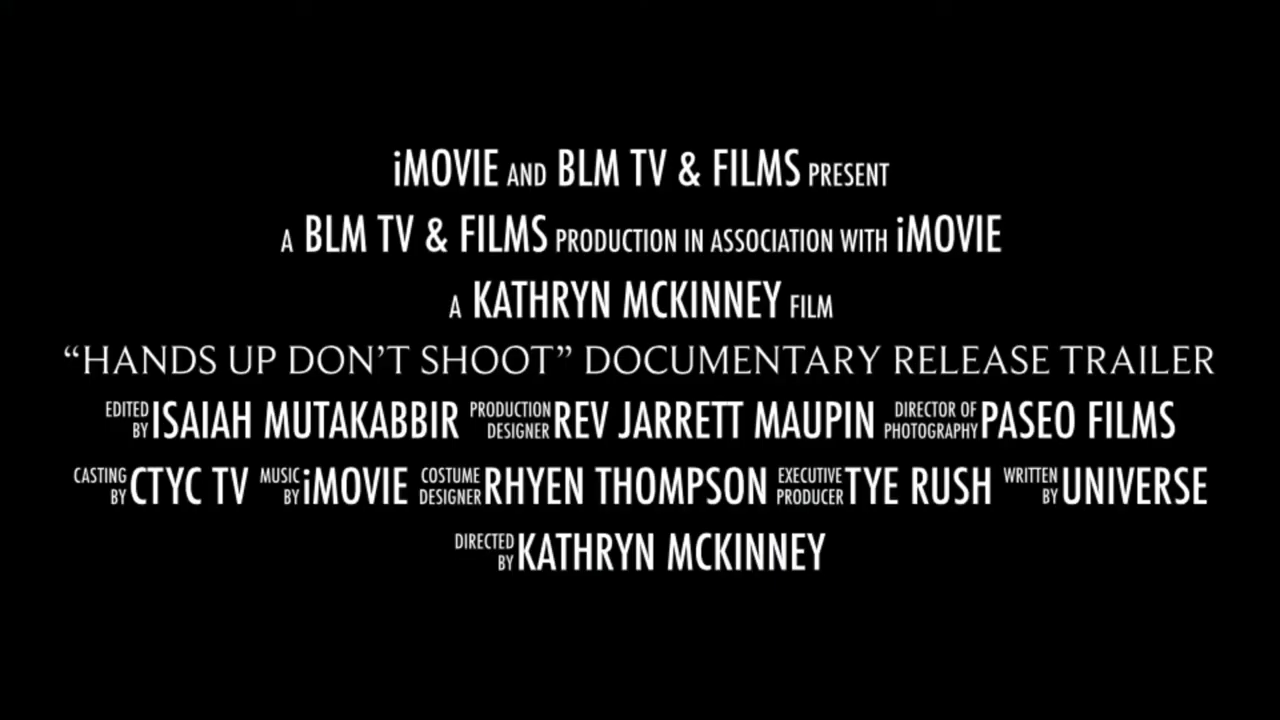 iMOVIE AND BLM TV & FILMS PRESENT
A BLM TV & FILMS PRODUCTION IN ASSOCIATION WITH iMOVIE
A KATHRYN MCKINNEY FILM
“HANDS UP DON’T SHOOT” DOCUMENTARY RELEASE TRAILER
EDITED BY ISAIAH MUTAKABBIR PRODUCTION DESIGNER REV JARRETT MAUPIN DIRECTOR OF PHOTOGRAPHY PASEO FILMS
CASTING BY CTYC TV MUSIC BY iMOVIE COSTUME DESIGNER RHYEN THOMPSON EXECUTIVE PRODUCER TYE RUSH WRITTEN BY UNIVERSE
DIRECTED BY KATHRYN MCKINNEY